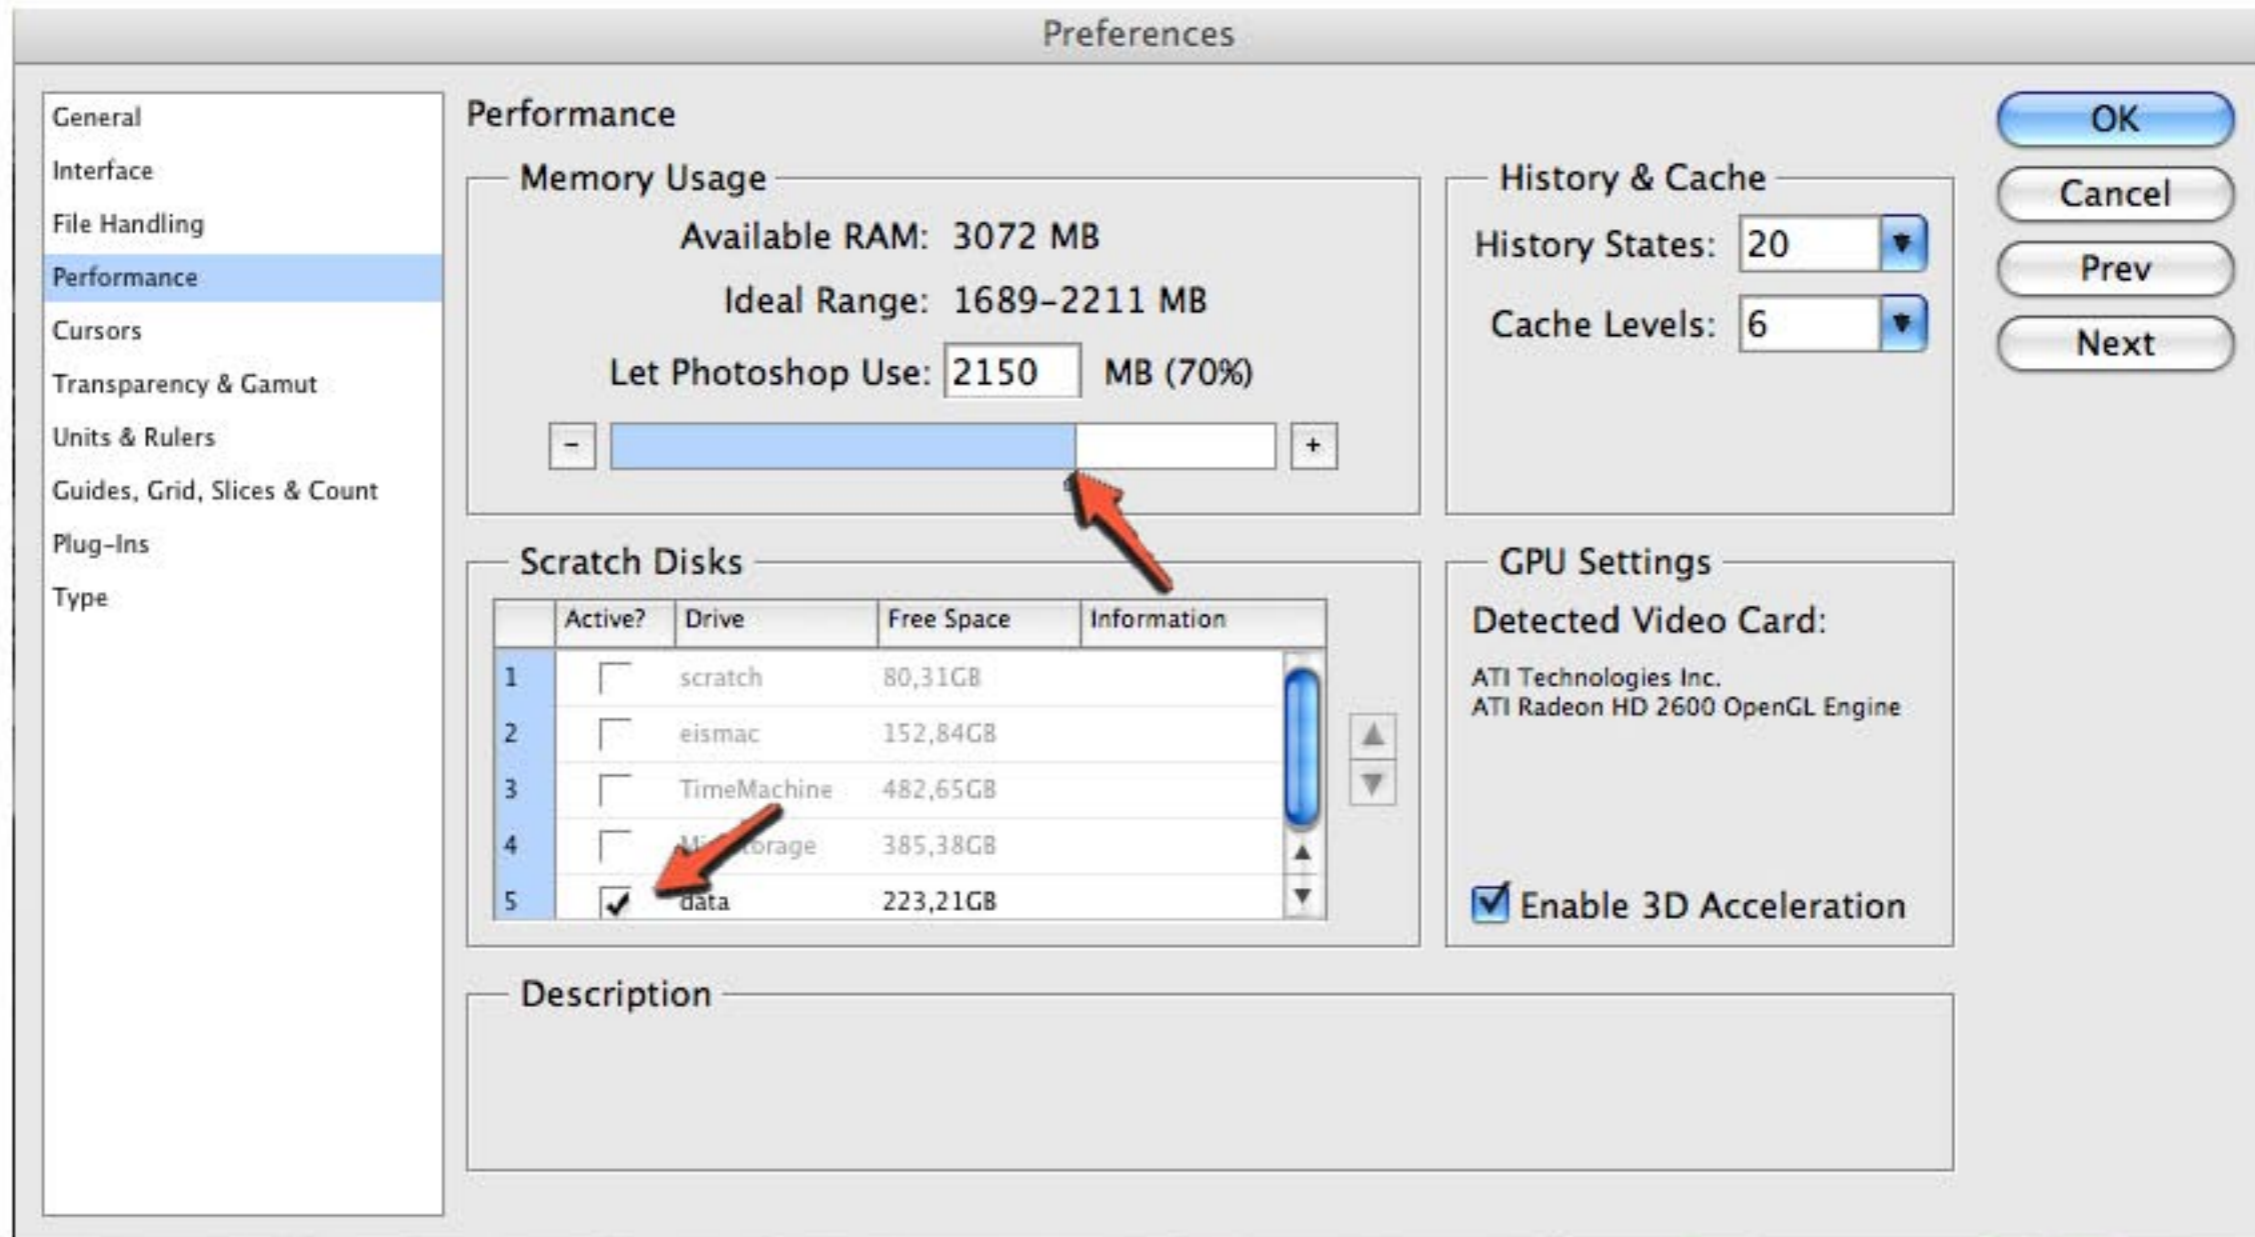 Preferences
General
Interface
File Handling
Performance
Cursors
Transparency & Gamut
Units & Rulers
Guides, Grid, Slices & Count
Plug-Ins
Type
Performance
Memory Usage
Available RAM: 3072 MB
Ideal Range: 1689-2211 MB
Let Photoshop Use: 2150 MB (70%)
- +
History & Cache
History States: 20
Cache Levels: 6
OK
Cancel
Prev
Next
Scratch Disks
Active? Drive Free Space Information
1 scratch 80,31GB
2 eismac 152,84GB
3 TimeMachine 482,65GB
4 385,38GB
5 data 223,21GB
GPU Settings
Detected Video Card:
ATI Technologies Inc.
ATI Radeon HD 2600 OpenGL Engine
Enable 3D Acceleration
Description